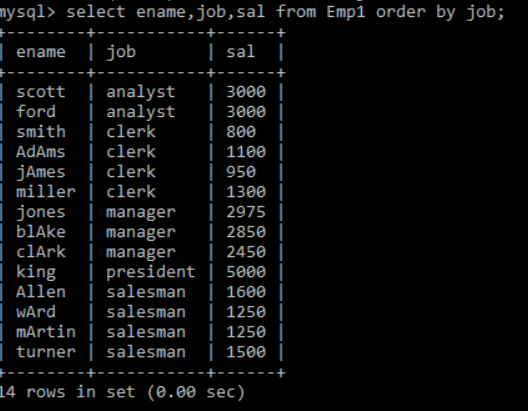 mysql> select ename,job,sal from Emp1 order by job;
+--------+-----------+------+
| ename | job | sal |
+--------+-----------+------+
| scott | analyst | 3000 |
| ford | analyst | 3000 |
| smith | clerk | 800 |
| AdAms | clerk | 1100 |
| jAmes | clerk | 950 |
| miller | clerk | 1300 |
| jones | manager | 2975 |
| blAke | manager | 2850 |
| clArk | manager | 2450 |
| king | president | 5000 |
| Allen | salesman | 1600 |
| wArd | salesman | 1250 |
| mArtin | salesman | 1250 |
| turner | salesman | 1500 |
+--------+-----------+------+
14 rows in set (0.00 sec)